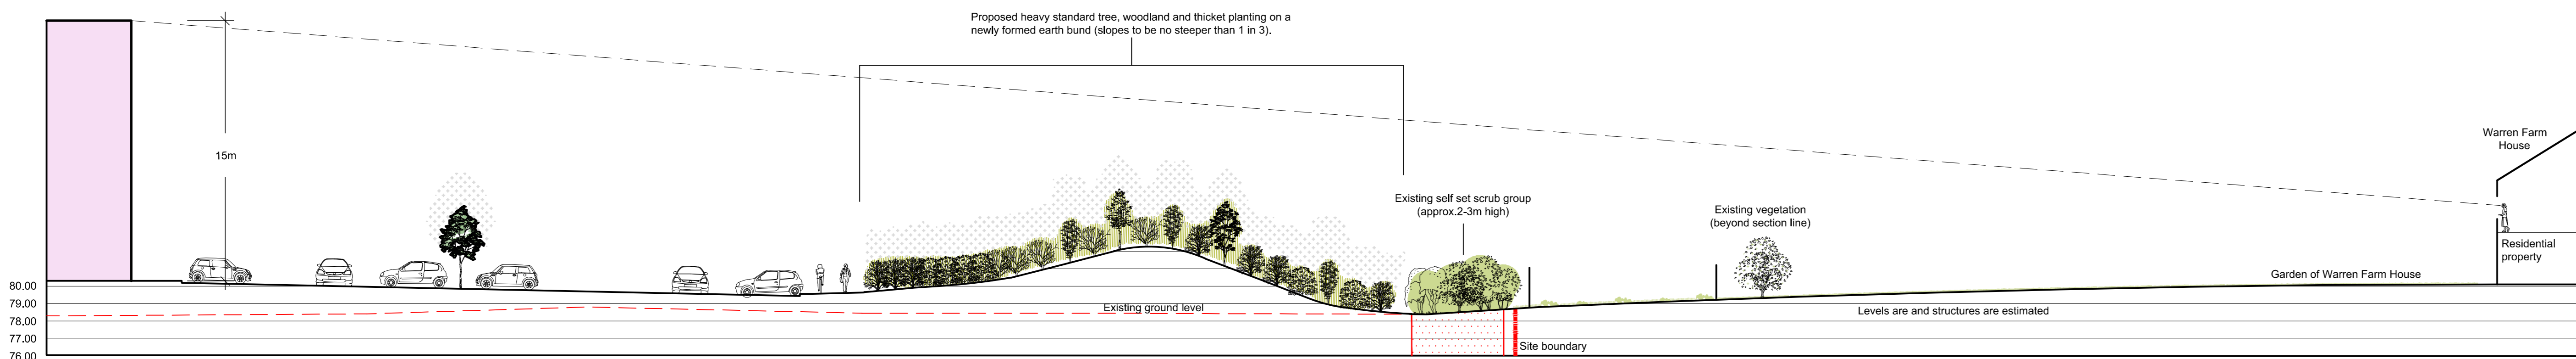 Proposed heavy standard tree, woodland and thicket planting on a
newly formed earth bund (slopes to be no steeper than 1 in 3).
15m
Warren Farm
House
Existing self set scrub group
(approx.2-3m high)
Existing vegetation
(beyond section line)
Residential
property
Garden of Warren Farm House
80.00
79.00
78.00
77.00
76.00
Existing ground level
Levels are and structures are estimated
Site boundary